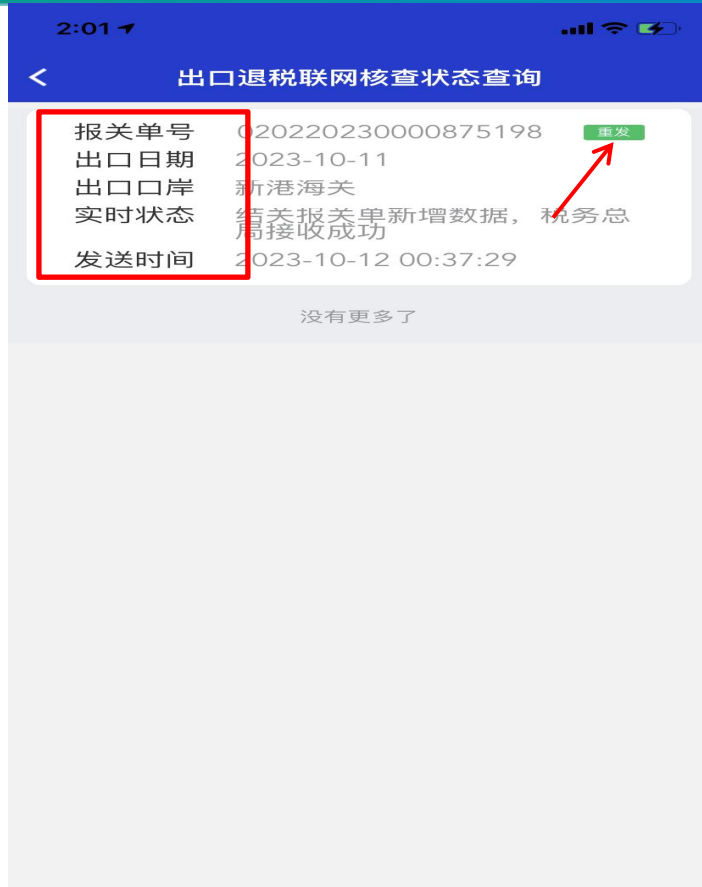 2:01
出口退税联网核查状态查询
报关单号 020220230000875198 重发
出口日期 2023-10-11
出口口岸 新港海关
实时状态 结关报关单新增数据，税务总
局接收成功
发送时间 2023-10-12 00:37:29
没有更多了